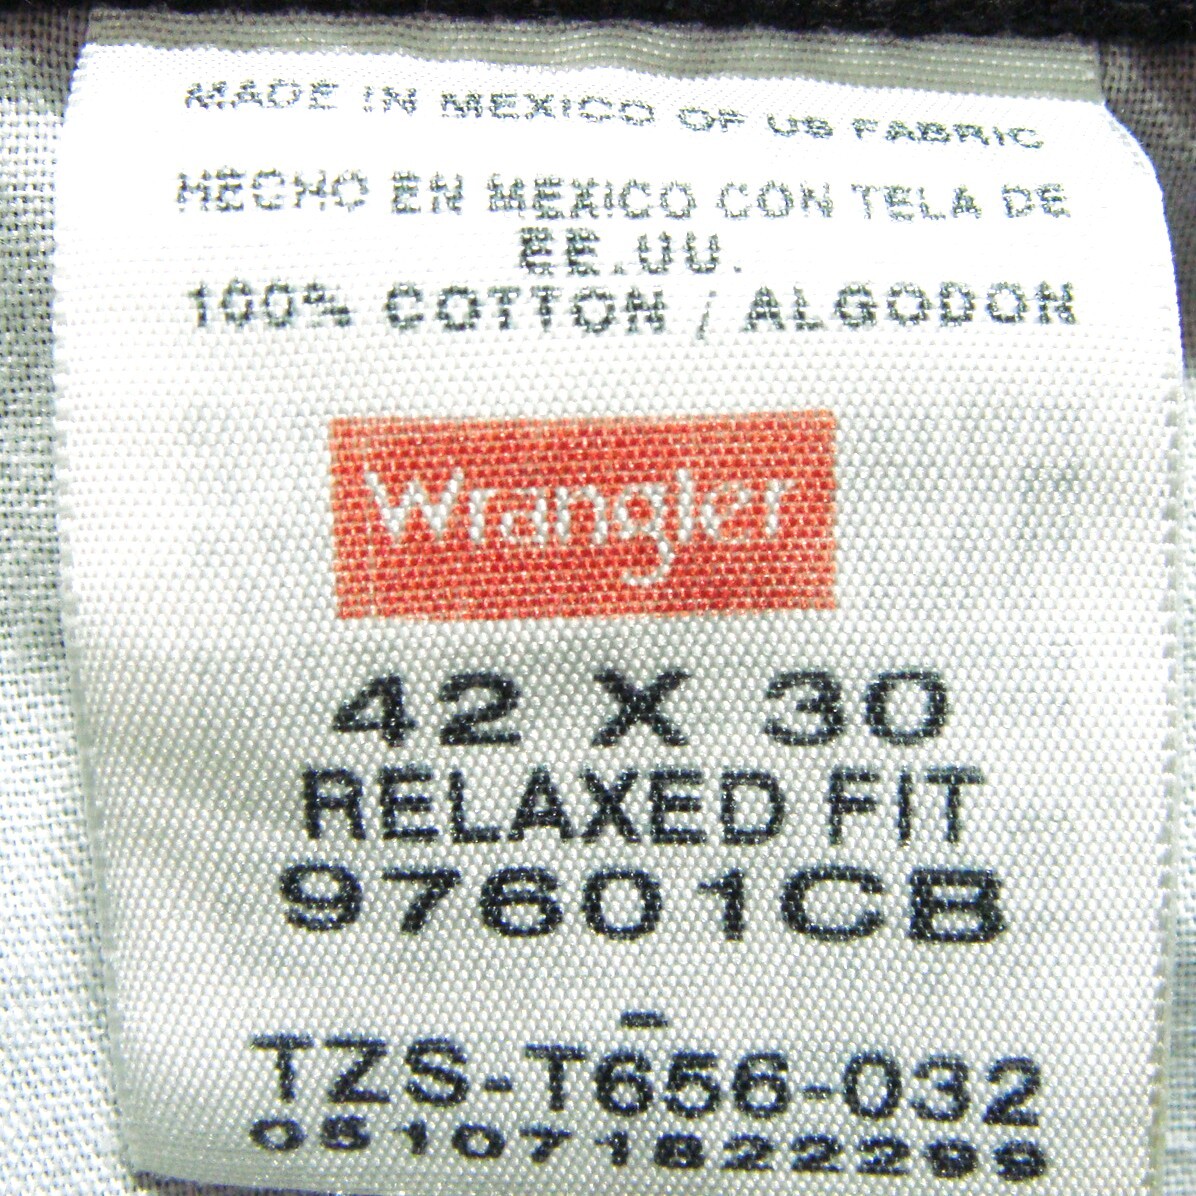 MADE IN MEXICO OF US FABRIC
HECHO EN MEXICO CON TELA DE
EE.UU.
100% COTTON / ALGODON
Wrangler
42 X 30
RELAXED FIT
97601CB
-
TZS-T656-032
051071822299